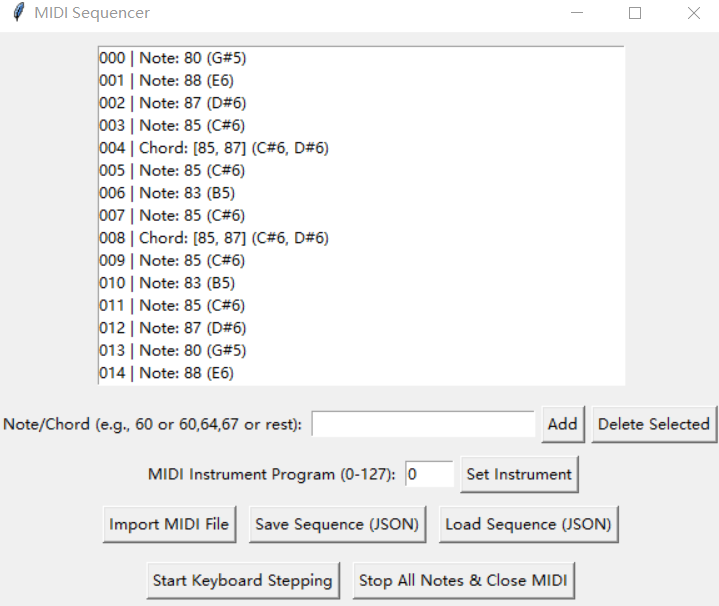 MIDI Sequencer
000 | Note: 80 (G#5)
001 | Note: 88 (E6)
002 | Note: 87 (D#6)
003 | Note: 85 (C#6)
004 | Chord: [85, 87] (C#6, D#6)
005 | Note: 85 (C#6)
006 | Note: 83 (B5)
007 | Note: 85 (C#6)
008 | Chord: [85, 87] (C#6, D#6)
009 | Note: 85 (C#6)
010 | Note: 83 (B5)
011 | Note: 85 (C#6)
012 | Note: 87 (D#6)
013 | Note: 80 (G#5)
014 | Note: 88 (E6)
Note/Chord (e.g., 60 or 60,64,67 or rest): Add Delete Selected
MIDI Instrument Program (0-127): 0 Set Instrument
Import MIDI File Save Sequence (JSON) Load Sequence (JSON)
Start Keyboard Stepping Stop All Notes & Close MIDI